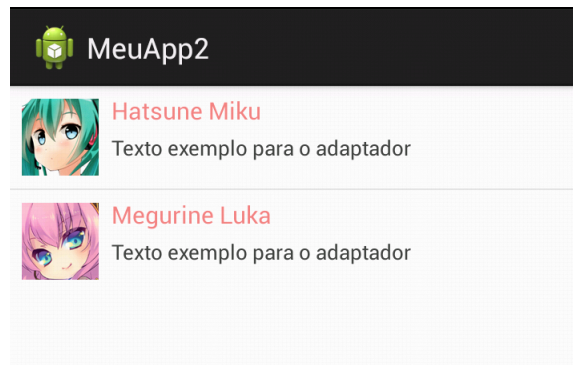 MeuApp2
Hatsune Miku
Texto exemplo para o adaptador
Megurine Luka
Texto exemplo para o adaptador